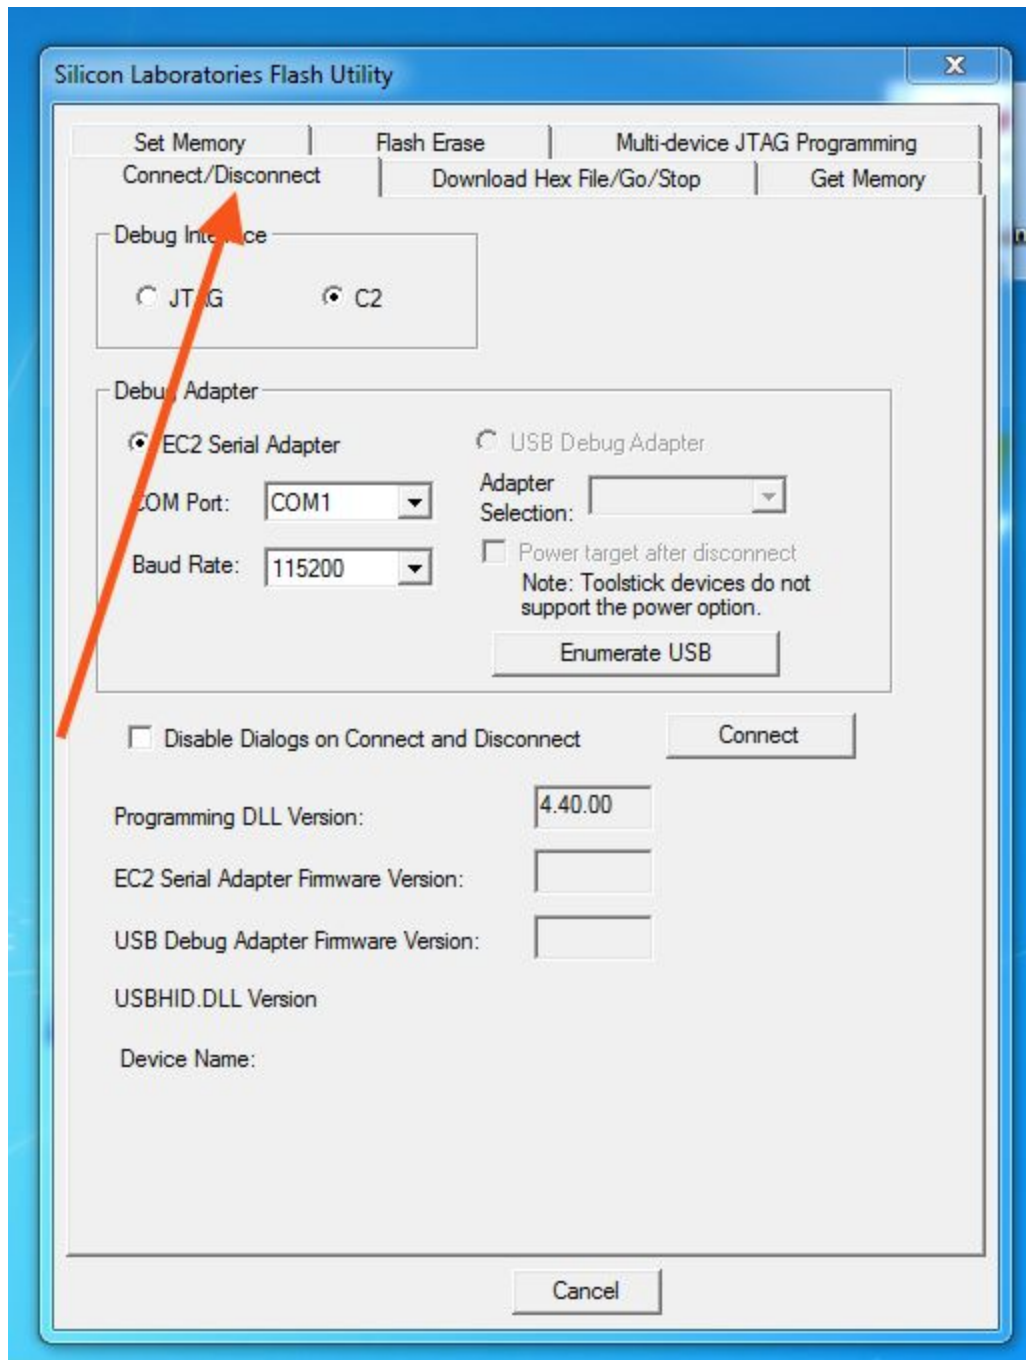 Silicon Laboratories Flash Utility
Set Memory Flash Erase Multi-device JTAG Programming
Connect/Disconnect Download Hex File/Go/Stop Get Memory
Debug Interface
JTAG C2
Debug Adapter
EC2 Serial Adapter USB Debug Adapter
COM Port: COM1 Adapter
Selection:
Baud Rate: 115200 Power target after disconnect
Note: Toolstick devices do not
support the power option.
Enumerate USB
Disable Dialogs on Connect and Disconnect Connect
Programming DLL Version: 4.40.00
EC2 Serial Adapter Firmware Version:
USB Debug Adapter Firmware Version:
USBHID.DLL Version
Device Name:
Cancel